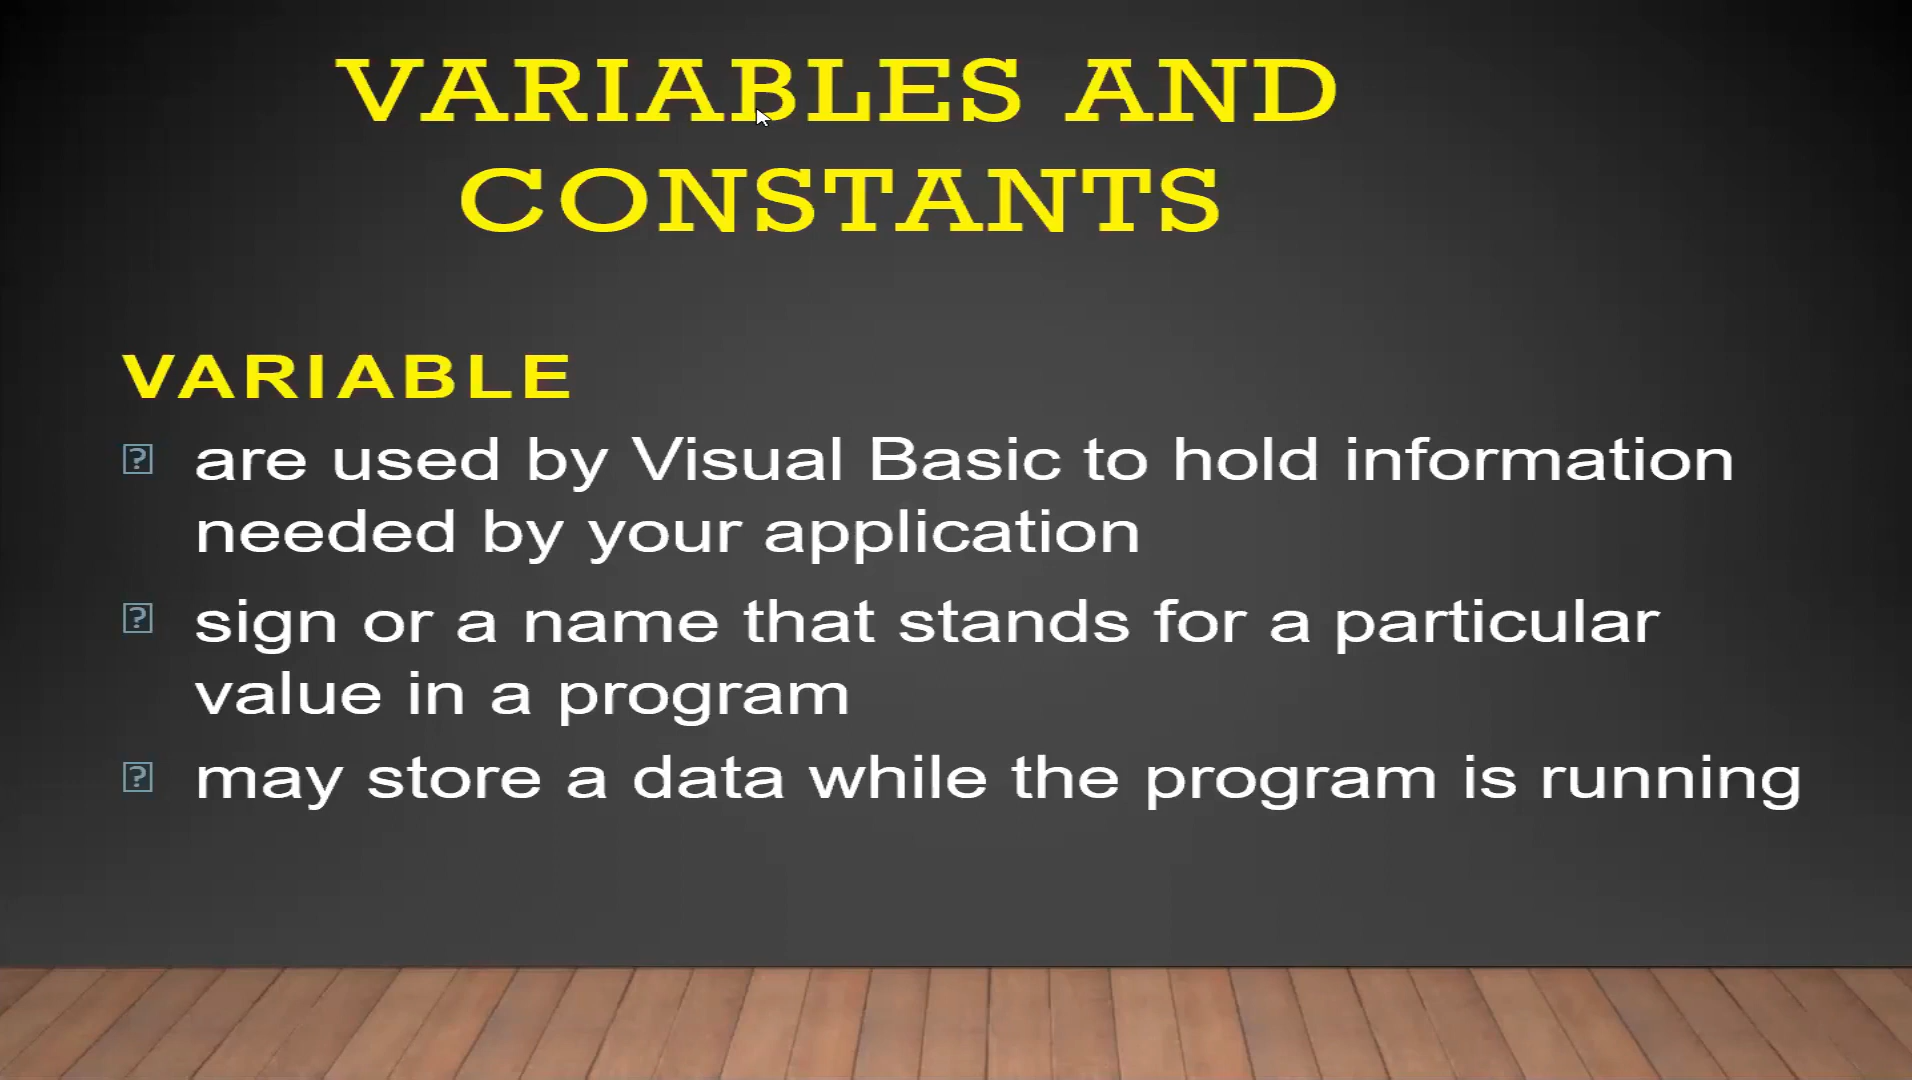 VARIABLES AND
CONSTANTS
VARIABLE
are used by Visual Basic to hold information
needed by your application
sign or a name that stands for a particular
value in a program
may store a data while the program is running